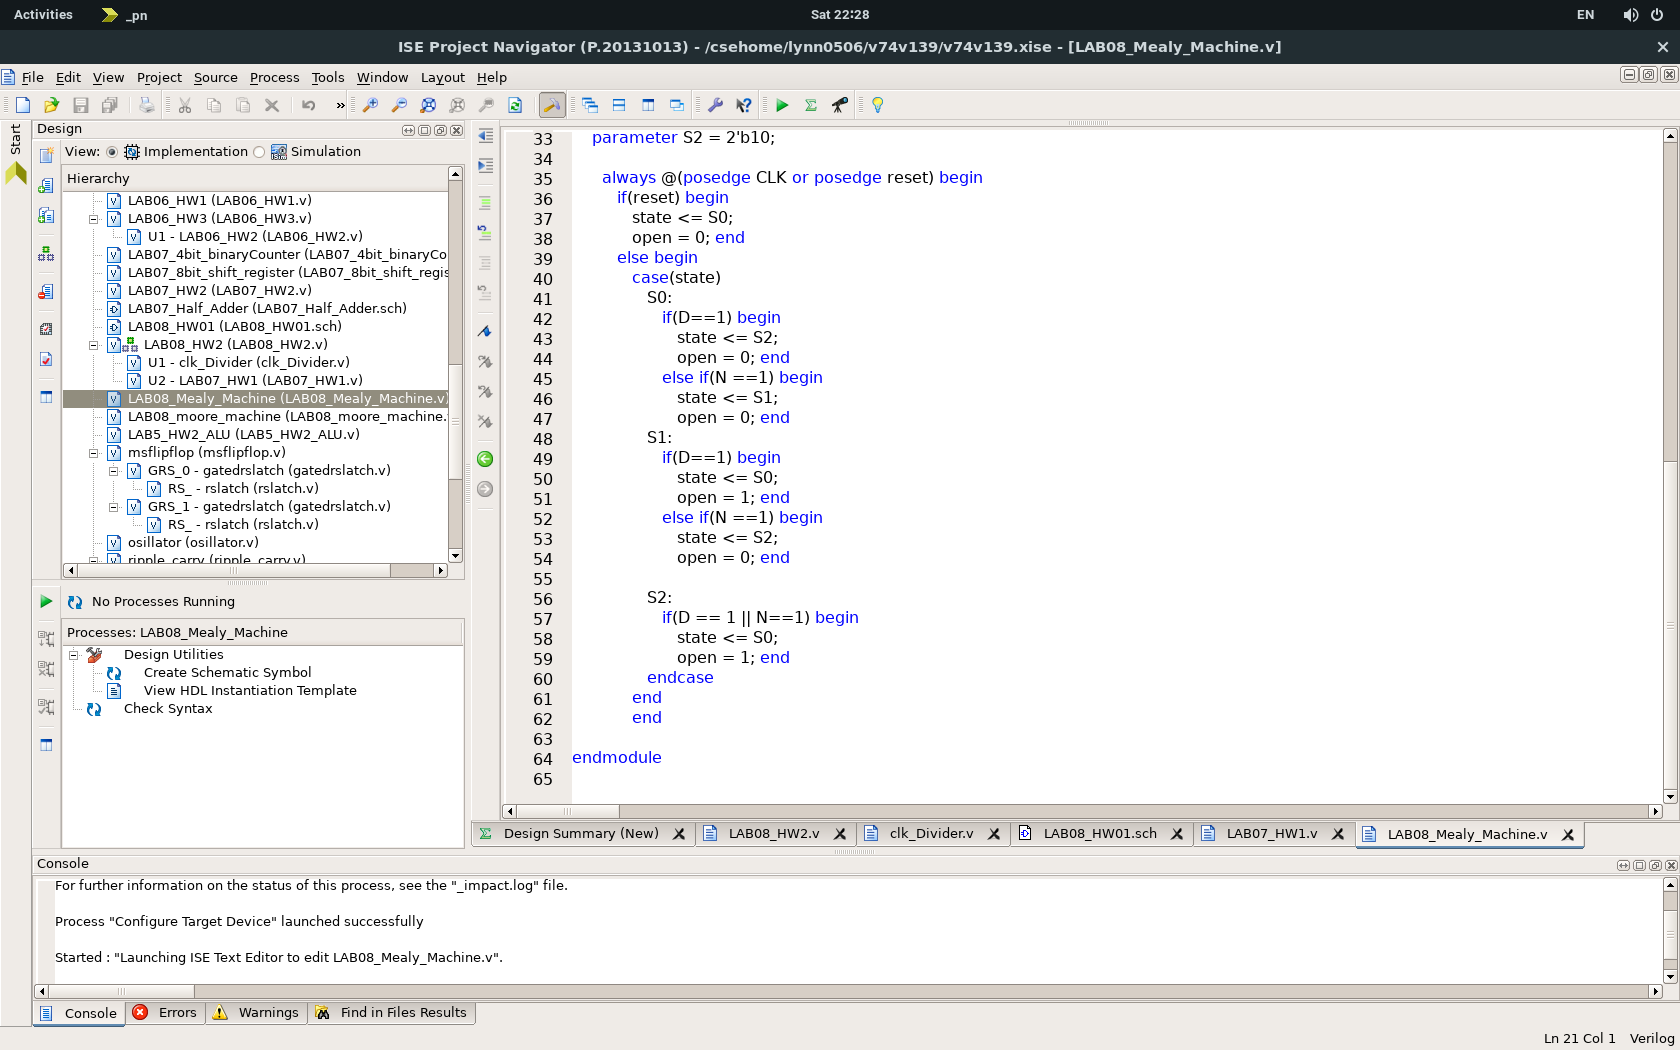 Activities
_pn
Sat 22:28
EN
ISE Project Navigator (P.20131013) - /csehome/lynn0506/v74v139/v74v139.xise - [LAB08_Mealy_Machine.v]
File Edit View Project Source Process Tools Window Layout Help
»
Start
Design
View: Implementation Simulation
Hierarchy
LAB06_HW1 (LAB06_HW1.v)
LAB06_HW3 (LAB06_HW3.v)
U1 - LAB06_HW2 (LAB06_HW2.v)
LAB07_4bit_binaryCounter (LAB07_4bit_binaryCo
LAB07_8bit_shift_register (LAB07_8bit_shift_regis
LAB07_HW2 (LAB07_HW2.v)
LAB07_Half_Adder (LAB07_Half_Adder.sch)
LAB08_HW01 (LAB08_HW01.sch)
LAB08_HW2 (LAB08_HW2.v)
U1 - clk_Divider (clk_Divider.v)
U2 - LAB07_HW1 (LAB07_HW1.v)
LAB08_Mealy_Machine (LAB08_Mealy_Machine.v)
LAB08_moore_machine (LAB08_moore_machine.
LAB5_HW2_ALU (LAB5_HW2_ALU.v)
msflipflop (msflipflop.v)
GRS_0 - gatedrslatch (gatedrslatch.v)
RS_ - rslatch (rslatch.v)
GRS_1 - gatedrslatch (gatedrslatch.v)
RS_ - rslatch (rslatch.v)
osillator (osillator.v)
ripple_carry (ripple_carry.v)
No Processes Running
Processes: LAB08_Mealy_Machine
Design Utilities
Create Schematic Symbol
View HDL Instantiation Template
Check Syntax
33 parameter S2 = 2'b10;
34
35 always @(posedge CLK or posedge reset) begin
36 if(reset) begin
37 state <= S0;
38 open = 0; end
39 else begin
40 case(state)
41 S0:
42 if(D==1) begin
43 state <= S2;
44 open = 0; end
45 else if(N ==1) begin
46 state <= S1;
47 open = 0; end
48 S1:
49 if(D==1) begin
50 state <= S0;
51 open = 1; end
52 else if(N ==1) begin
53 state <= S2;
54 open = 0; end
55
56 S2:
57 if(D == 1 || N==1) begin
58 state <= S0;
59 open = 1; end
60 endcase
61 end
62 end
63
64 endmodule
65
Design Summary (New) LAB08_HW2.v clk_Divider.v LAB08_HW01.sch LAB07_HW1.v LAB08_Mealy_Machine.v
Console
For further information on the status of this process, see the "_impact.log" file.
Process "Configure Target Device" launched successfully
Started : "Launching ISE Text Editor to edit LAB08_Mealy_Machine.v".
Console Errors Warnings Find in Files Results
Ln 21 Col 1 Verilog